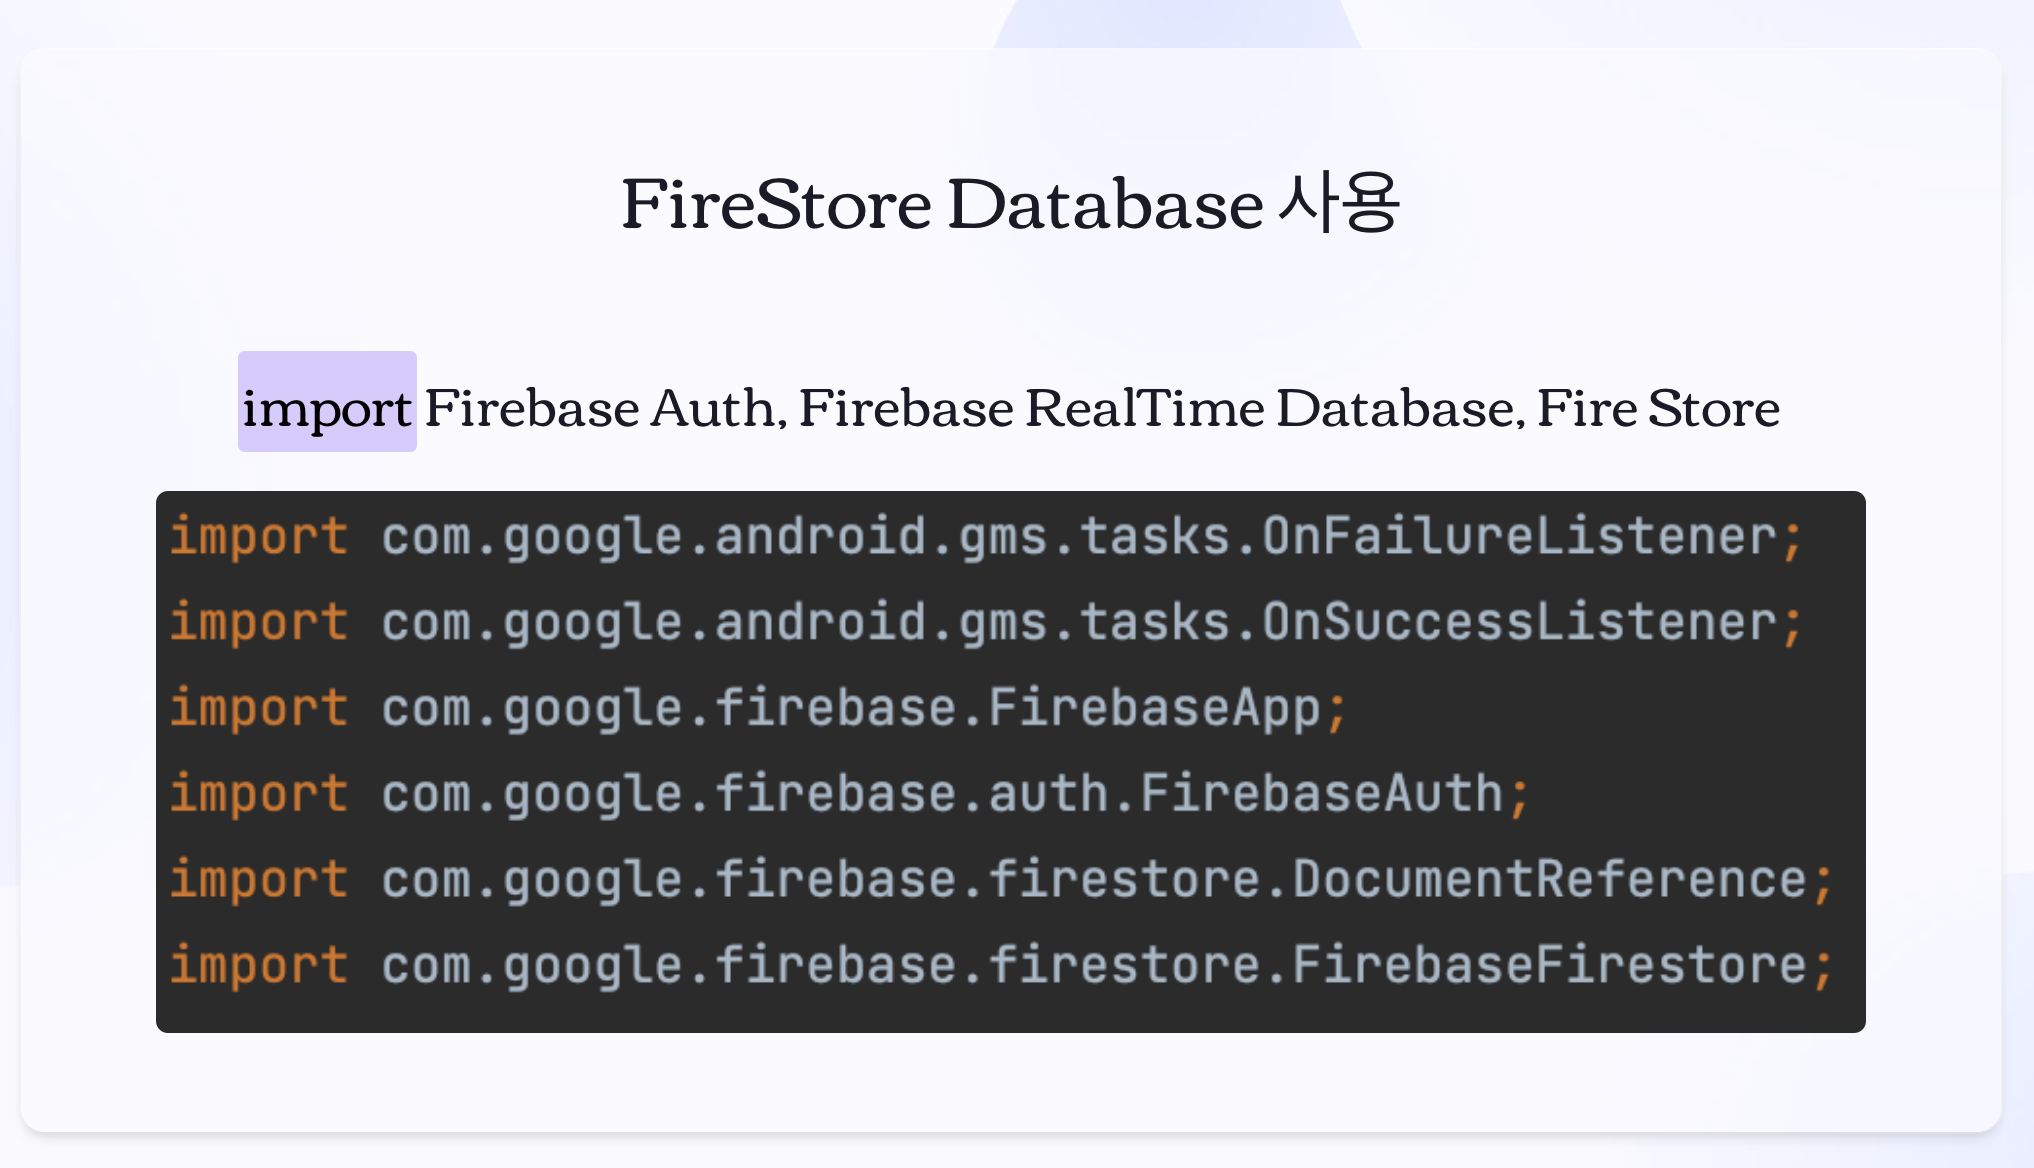 FireStore Database 사용
import Firebase Auth, Firebase RealTime Database, Fire Store
import com.google.android.gms.tasks.OnFailureListener;
import com.google.android.gms.tasks.OnSuccessListener;
import com.google.firebase.FirebaseApp;
import com.google.firebase.auth.FirebaseAuth;
import com.google.firebase.firestore.DocumentReference;
import com.google.firebase.firestore.FirebaseFirestore;